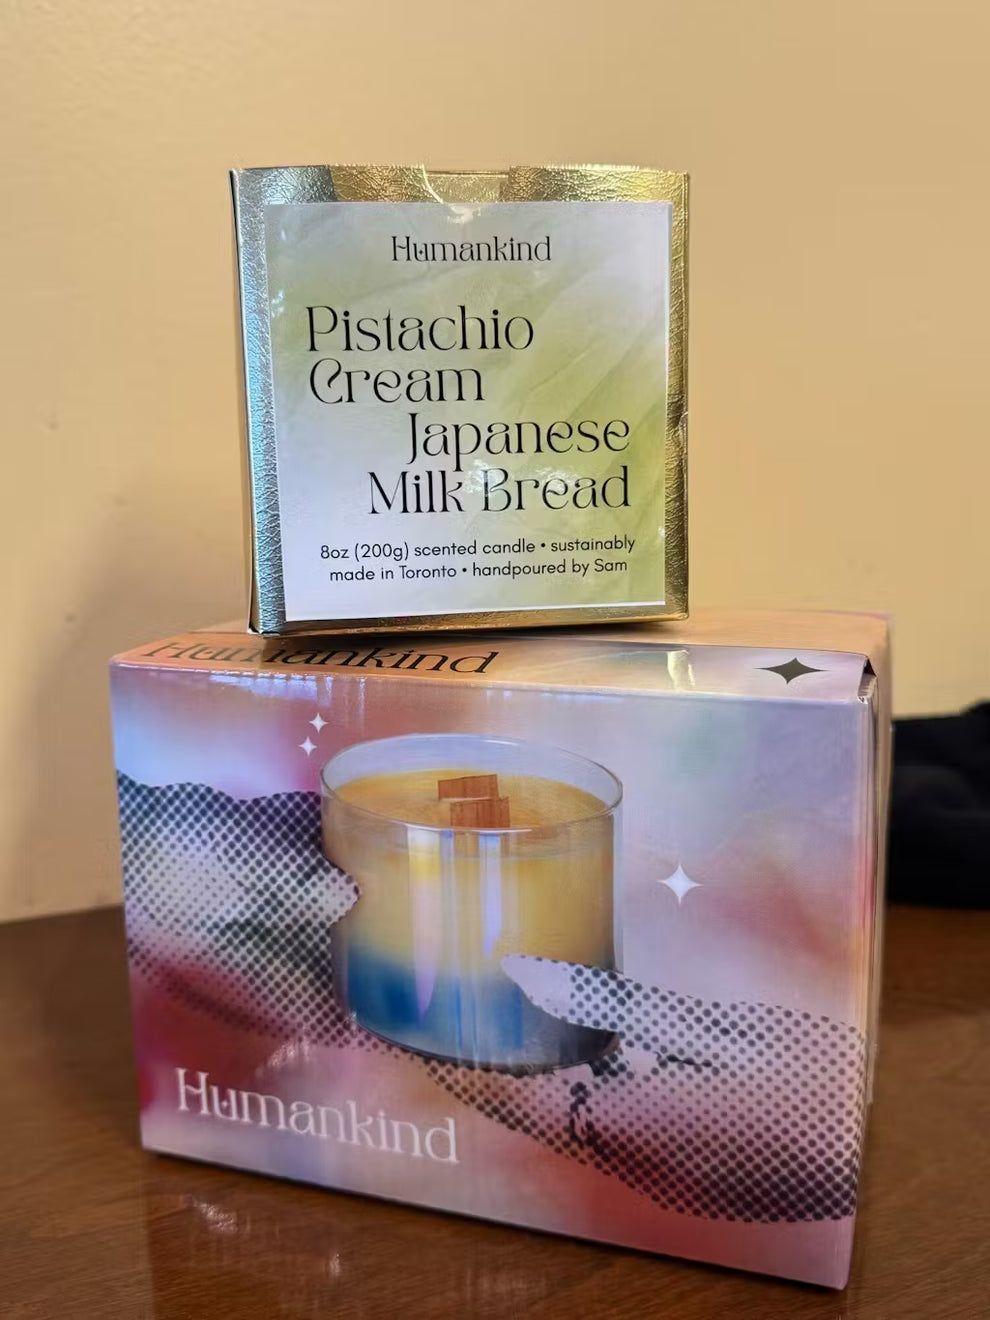 Humankind
Pistachio
Cream
Japanese
Milk Bread
8oz (200g) scented candle • sustainably
made in Toronto • handpoured by Sam
Humankind
Humankind